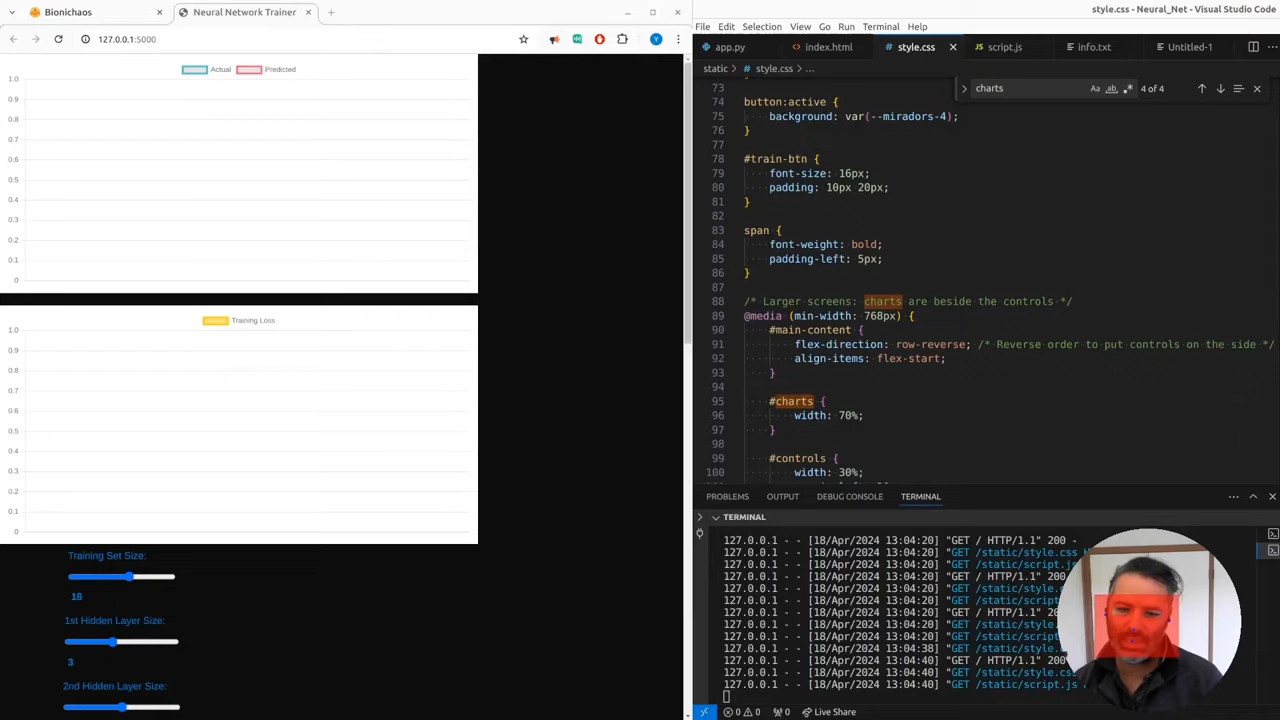 Bionichaos
Neural Network Trainer
style.css - Neural_Net - Visual Studio Code
127.0.0.1:5000
Y
File Edit Selection View Go Run Terminal Help
app.py index.html style.css script.js info.txt Untitled-1
static > style.css > ...
charts
Aa ab 4 of 4
Actual Predicted
1.0
0.9
0.8
0.7
0.6
0.5
0.4
0.3
0.2
0.1
0
Training Loss
1.0
0.9
0.8
0.7
0.6
0.5
0.4
0.3
0.2
0.1
0
Training Set Size:
18
1st Hidden Layer Size:
3
2nd Hidden Layer Size:
73
74 button:active {
75 background: var(--miradors-4);
76 }
77
78 #train-btn {
79 font-size: 16px;
80 padding: 10px 20px;
81 }
82
83 span {
84 font-weight: bold;
85 padding-left: 5px;
86 }
87
88 /* Larger screens: charts are beside the controls */
89 @media (min-width: 768px) {
90 #main-content {
91 flex-direction: row-reverse; /* Reverse order to put controls on the side */
92 align-items: flex-start;
93 }
94
95 #charts {
96 width: 70%;
97 }
98
99 #controls {
100 width: 30%;
PROBLEMS OUTPUT DEBUG CONSOLE TERMINAL
TERMINAL
127.0.0.1 - - [18/Apr/2024 13:04:20] "GET / HTTP/1.1" 200 -
127.0.0.1 - - [18/Apr/2024 13:04:20] "GET /static/style.css H
127.0.0.1 - - [18/Apr/2024 13:04:20] "GET /static/script.js
127.0.0.1 - - [18/Apr/2024 13:04:20] "GET / HTTP/1.1" 200
127.0.0.1 - - [18/Apr/2024 13:04:20] "GET /static/style.c
127.0.0.1 - - [18/Apr/2024 13:04:20] "GET /static/script
127.0.0.1 - - [18/Apr/2024 13:04:20] "GET / HTTP/1.1" 20
127.0.0.1 - - [18/Apr/2024 13:04:20] "GET /static/style.
127.0.0.1 - - [18/Apr/2024 13:04:20] "GET /static/script
127.0.0.1 - - [18/Apr/2024 13:04:38] "GET /static/style.c
127.0.0.1 - - [18/Apr/2024 13:04:40] "GET / HTTP/1.1" 200
127.0.0.1 - - [18/Apr/2024 13:04:40] "GET /static/style.css
127.0.0.1 - - [18/Apr/2024 13:04:40] "GET /static/script.js
0 0 0 Live Share